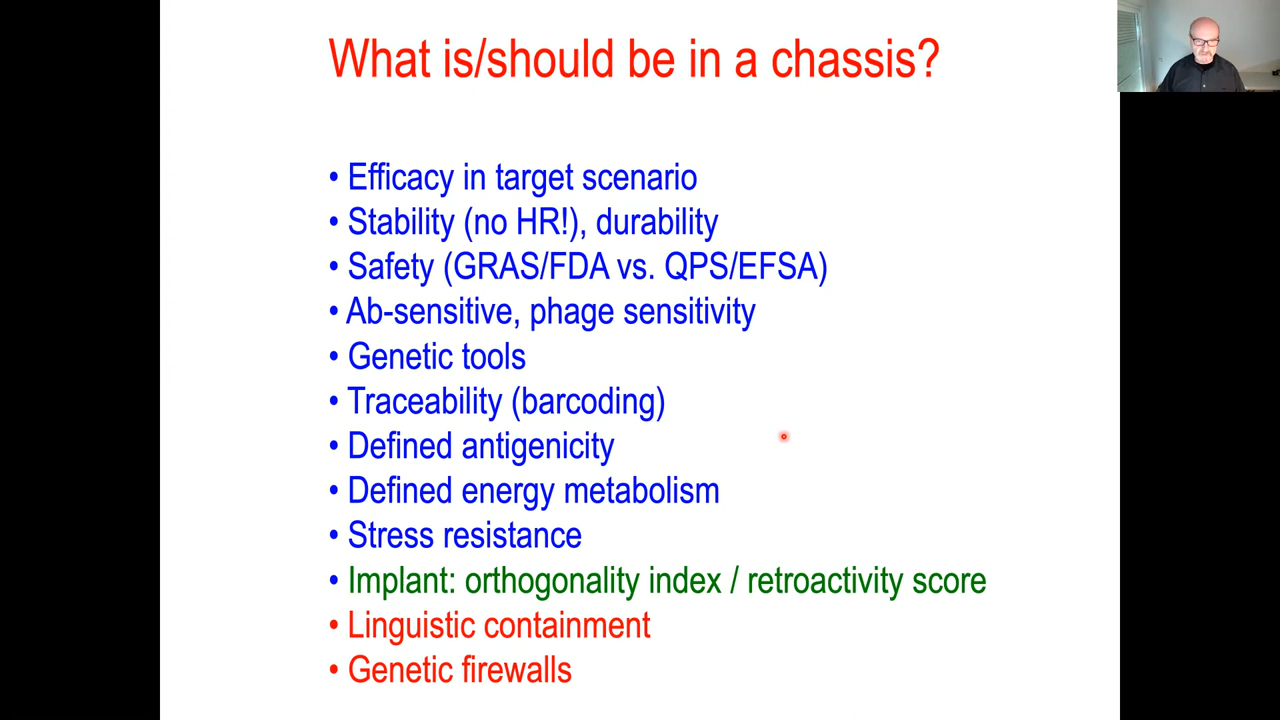 What is/should be in a chassis?
• Efficacy in target scenario
• Stability (no HR!), durability
• Safety (GRAS/FDA vs. QPS/EFSA)
• Ab-sensitive, phage sensitivity
• Genetic tools
• Traceability (barcoding)
• Defined antigenicity
• Defined energy metabolism
• Stress resistance
• Implant: orthogonality index / retroactivity score
• Linguistic containment
• Genetic firewalls